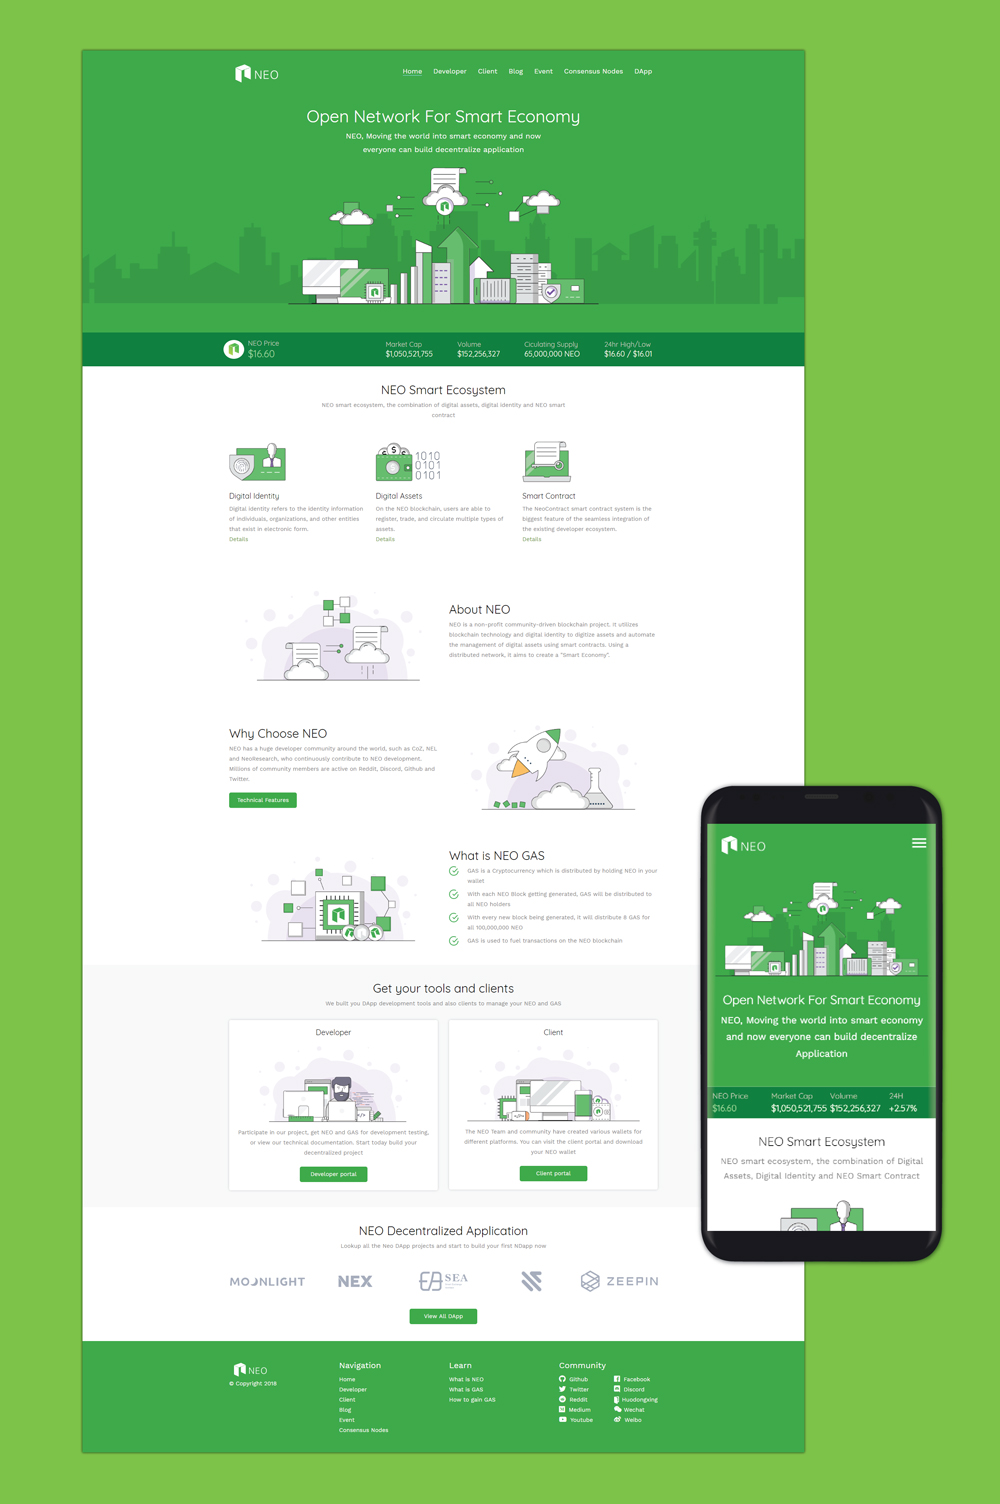 NEO
Home Developer Client Blog Event Consensus Nodes DApp
Open Network For Smart Economy
NEO, Moving the world into smart economy and now
everyone can build decentralize application
NEO Price
$16.60
Market Cap
$1,050,521,755
Volume
$152,256,327
Ciculating Supply
65,000,000 NEO
24hr High/Low
$16.60 / $16.01
NEO Smart Ecosystem
NEO smart ecosystem, the combination of digital assets, digital identity and NEO smart
contract
Digital Identity
Digital identity refers to the identity information
of individuals, organizations, and other entities
that exist in electronic form.
Details
1010
0101
0101
Digital Assets
On the NEO blockchain, users are able to
register, trade, and circulate multiple types of
assets.
Details
Smart Contract
The NeoContract smart contract system is the
biggest feature of the seamless integration of
the existing developer ecosystem.
Details
About NEO
NEO is a non-profit community-driven blockchain project. It utilizes
blockchain technology and digital identity to digitize assets and automate
the management of digital assets using smart contracts. Using a
distributed network, it aims to create a "Smart Economy".
Why Choose NEO
NEO has a huge developer community around the world, such as CoZ, NEL
and NeoResearch, who continuously contribute to NEO development.
Millions of community members are active on Reddit, Discord, Github and
Twitter.
Technical Features
What is NEO GAS
GAS is a Cryptocurrency which is distributed by holding NEO in your
wallet
With each NEO Block getting generated, GAS will be distributed to
all NEO holders
With every new block being generated, it will distribute 8 GAS for
all 100,000,000 NEO
GAS is used to fuel transactions on the NEO blockchain
Get your tools and clients
We built you DApp development tools and also clients to manage your NEO and GAS
Developer
Participate in our project, get NEO and GAS for development testing,
or view our technical documentation. Start today build your
decentralized project
Developer portal
Client
The NEO Team and community have created various wallets for
different platforms. You can visit the client portal and download
your NEO wallet
Client portal
NEO Decentralized Application
Lookup all the Neo DApp projects and start to build your first NDapp now
MOONLIGHT
NEX
SEA
ZEEPIN
View All DApp
NEO
© Copyright 2018
Navigation
Home
Developer
Client
Blog
Event
Consensus Nodes
Learn
What is NEO
What is GAS
How to gain GAS
Community
Github
Twitter
Reddit
Medium
Youtube
Facebook
Discord
Huodongxing
Wechat
Weibo
NEO
Open Network For Smart Economy
NEO, Moving the world into smart economy
and now everyone can build decentralize
Application
NEO Price
$16.60
Market Cap
$1,050,521,755
Volume
$152,256,327
24H
+2.57%
NEO Smart Ecosystem
NEO smart ecosystem, the combination of Digital
Assets, Digital Identity and NEO Smart Contract